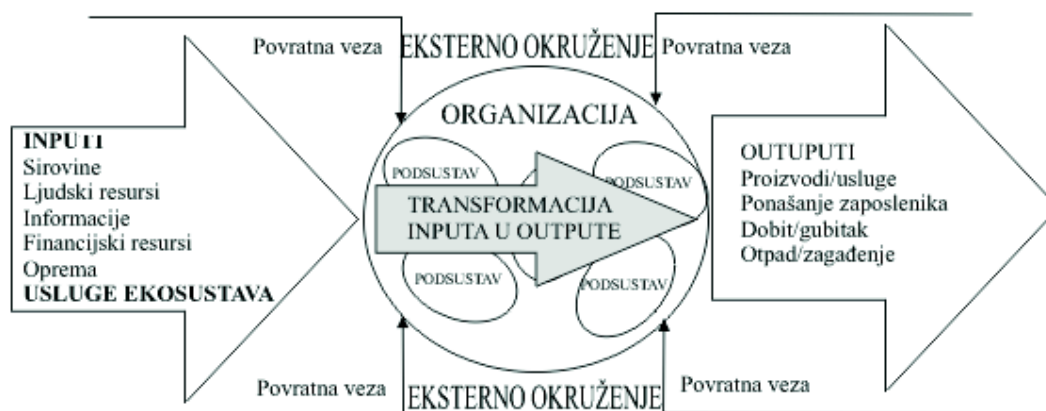 Povratna veza
EKSTERNO OKRUŽENJE
Povratna veza
INPUTI
Sirovine
Ljudski resursi
Informacije
Financijski resursi
Oprema
USLUGE EKOSUSTAVA
ORGANIZACIJA
PODSUSTAV
PODSUSTAV
TRANSFORMACIJA
INPUTA U OUTPUTE
PODSUSTAV
PODSUSTAV
OUTUPUTI
Proizvodi/usluge
Ponašanje zaposlenika
Dobit/gubitak
Otpad/zagađenje
Povratna veza
EKSTERNO OKRUŽENJE
Povratna veza